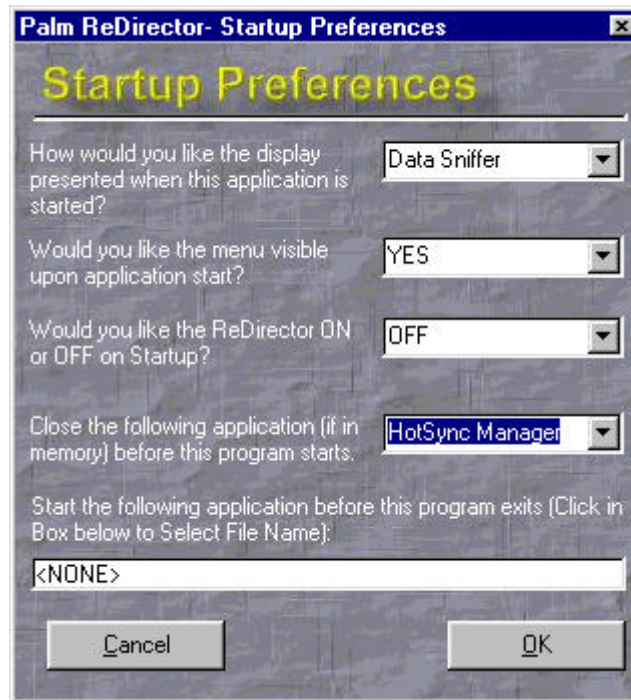 Palm ReDirector- Startup Preferences
Startup Preferences
How would you like the display
presented when this application is
started?
Data Sniffer
Would you like the menu visible
upon application start?
YES
Would you like the ReDirector ON
or OFF on Startup?
OFF
Close the following application (if in
memory) before this program starts.
HotSync Manager
Start the following application before this program exits (Click in
Box below to Select File Name):
<NONE>
Cancel
OK